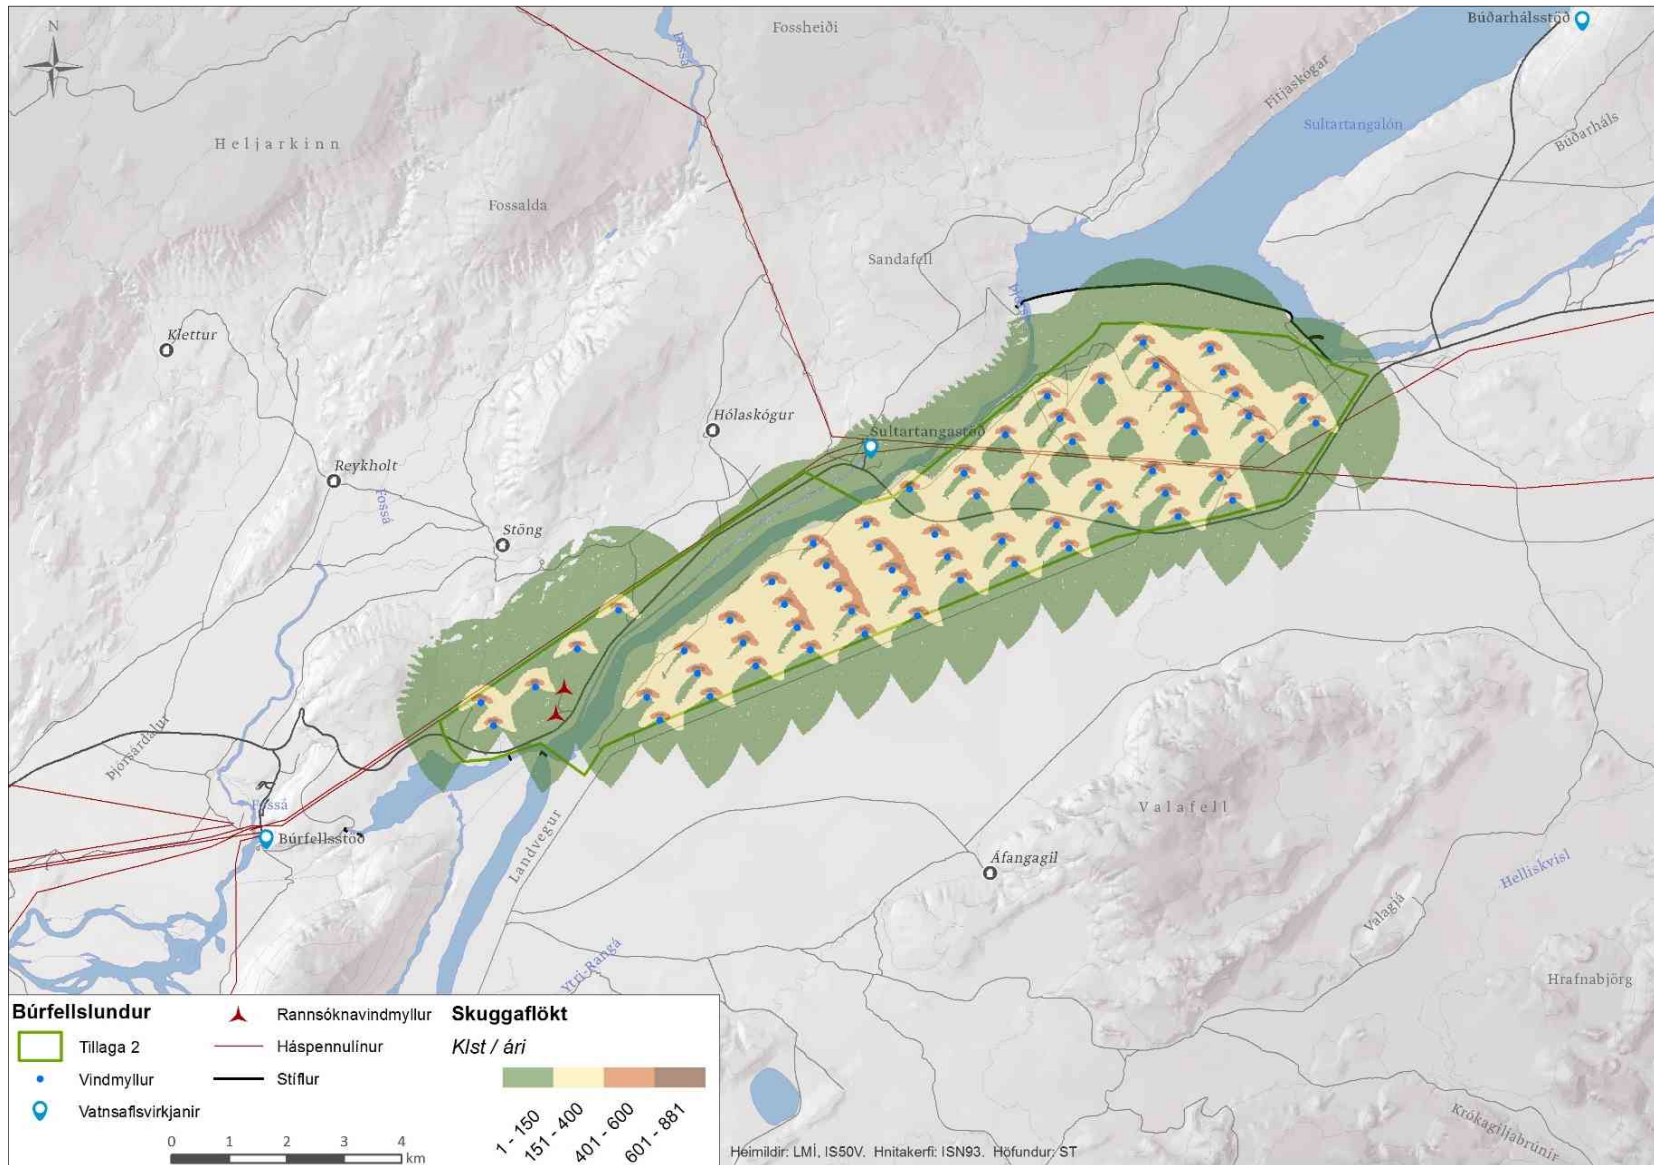 N
Fossá
Fossheiði
Búðarhálsstöð
Fitjaskógar
Sultartangalón
Búðarháls
Heljarkinn
Fossalda
Sandafell
Klettur
Hólaskógur
Sultartangastöð
Reykholt
Fossá
Stöng
Þjórsárdalur
Fossá
Búrfellsstöð
Landvegur
Valafell
Áfangagil
Helliskvísl
Valagjá
Ytri-Rangá
Hrafnabjörg
Krókagiljabrúnir
Búrfellslundur
Tillaga 2
Vindmyllur
Vatnsaflsvirkjanir
Rannsóknavindmyllur
Háspennulínur
Stíflur
Skuggaflökt
Klst / ári
1 - 150
151 - 400
401 - 600
601 - 881
0 1 2 3 4
km
Heimildir: LMÍ, IS50V. Hnitakerfi: ISN93. Höfundur: ST